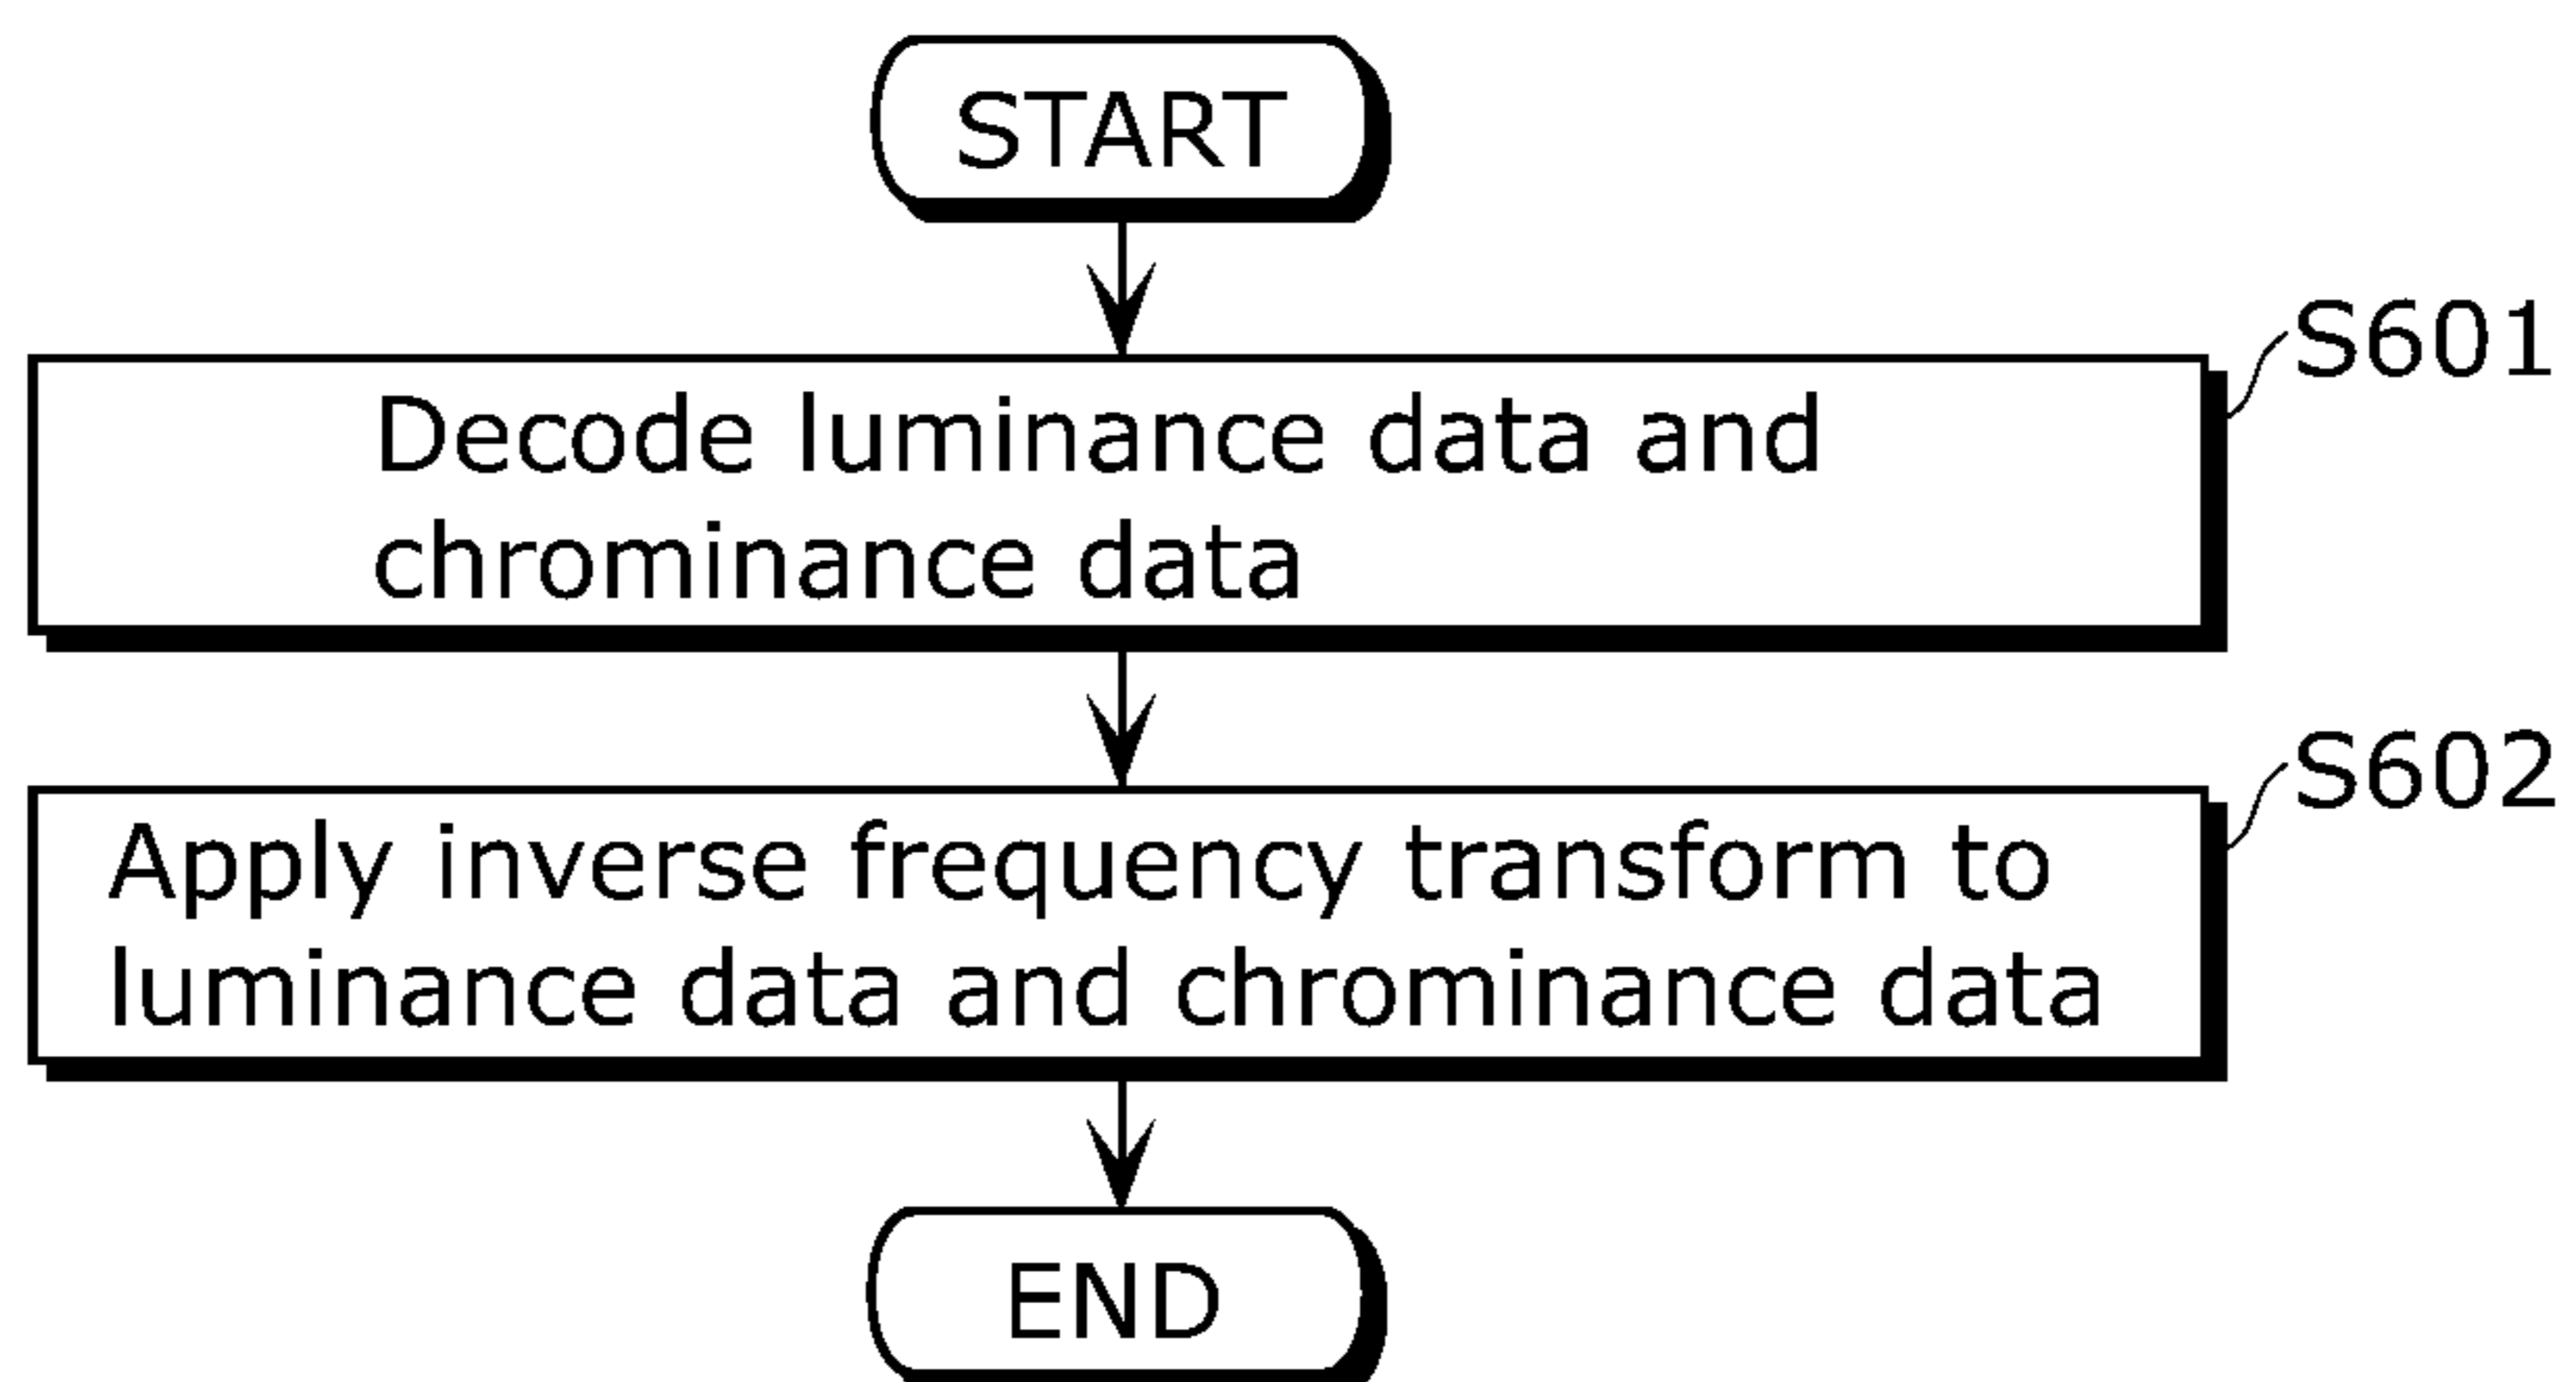 START
S601
Decode luminance data and
chrominance data
S602
Apply inverse frequency transform to
luminance data and chrominance data
END